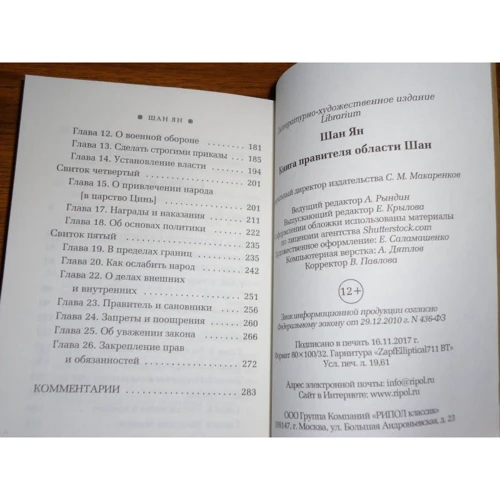 ● ШАН ЯН ●
Глава 12. О военной обороне . . . . . . . . . 181
Глава 13. Сделать строгими приказы . . 185
Глава 14. Установление власти . . . . . . . 194
Свиток четвертый . . . . . . . . . . . . . . . . . . . 201
Глава 15. О привлечении народа
[в царство Цинь] . . . . . . . . . . . . . . . . . . 201
Глава 17. Награды и наказания . . . . . . . 211
Глава 18. Об основах политики . . . . . . . 221
Свиток пятый . . . . . . . . . . . . . . . . . . . . . . 235
Глава 19. В пределах границ . . . . . . . . . 235
Глава 20. Как ослабить народ . . . . . . . . 242
Глава 22. О делах внешних
и внутренних . . . . . . . . . . . . . . . . . . . . . 251
Глава 23. Правитель и сановники . . . . . 256
Глава 24. Запреты и поощрения . . . . . . 260
Глава 25. Об уважении закона . . . . . . . . 266
Глава 26. Закрепление прав
и обязанностей . . . . . . . . . . . . . . . . . . . 272
КОММЕНТАРИИ . . . . . . . . . . . . . . . . . . . . 283
Литературно-художественное издание
Librarium
Шан Ян
Книга правителя области Шан
директор издательства С. М. Макаренков
Ведущий редактор А. Рындин
Выпускающий редактор Е. Крылова
оформлении обложки использованы материалы
по лицензии агентства Shutterstock.com
Художественное оформление: Е. Саламашенко
Компьютерная верстка: А. Дятлов
Корректор В. Павлова
12+
Знак информационной продукции согласно
Федеральному закону от 29.12.2010 г. N 436-ФЗ
Подписано в печать 16.11.2017 г.
Формат 80×100/32. Гарнитура «ZapfElliptical711 BT»
Усл. печ. л. 19,61
Адрес электронной почты: info@ripol.ru
Сайт в Интернете: www.ripol.ru
ООО Группа Компаний «РИПОЛ классик»
109147, г. Москва, ул. Большая Андроньевская, д. 23